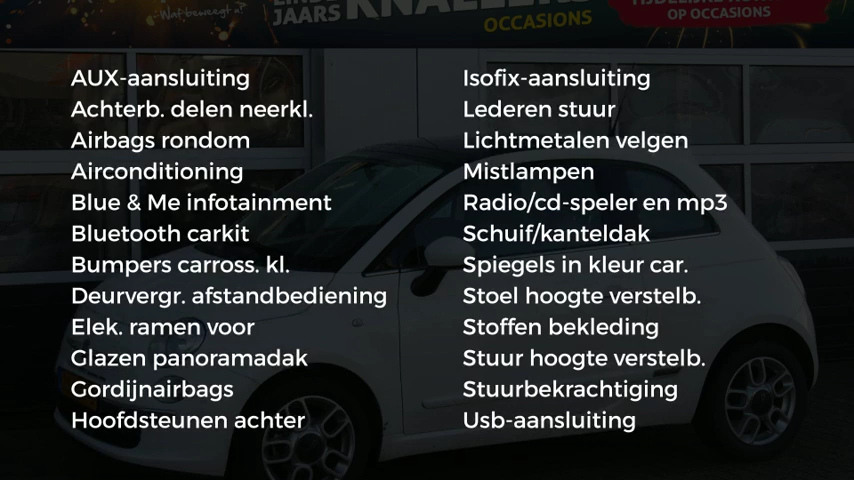 JAARS KNALLERS
OCCASIONS
OP OCCASIONS
AUX-aansluiting
Achterb. delen neerkl.
Airbags rondom
Airconditioning
Blue & Me infotainment
Bluetooth carkit
Bumpers carross. kl.
Deurvergr. afstandbediening
Elek. ramen voor
Glazen panoramadak
Gordijnairbags
Hoofdsteunen achter
Isofix-aansluiting
Lederen stuur
Lichtmetalen velgen
Mistlampen
Radio/cd-speler en mp3
Schuif/kanteldak
Spiegels in kleur car.
Stoel hoogte verstelb.
Stoffen bekleding
Stuur hoogte verstelb.
Stuurbekrachtiging
Usb-aansluiting